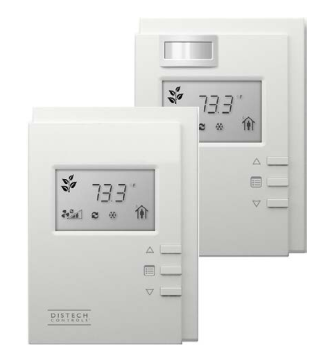 73.3 °F
73.3 °F
DISTECH
CONTROLS